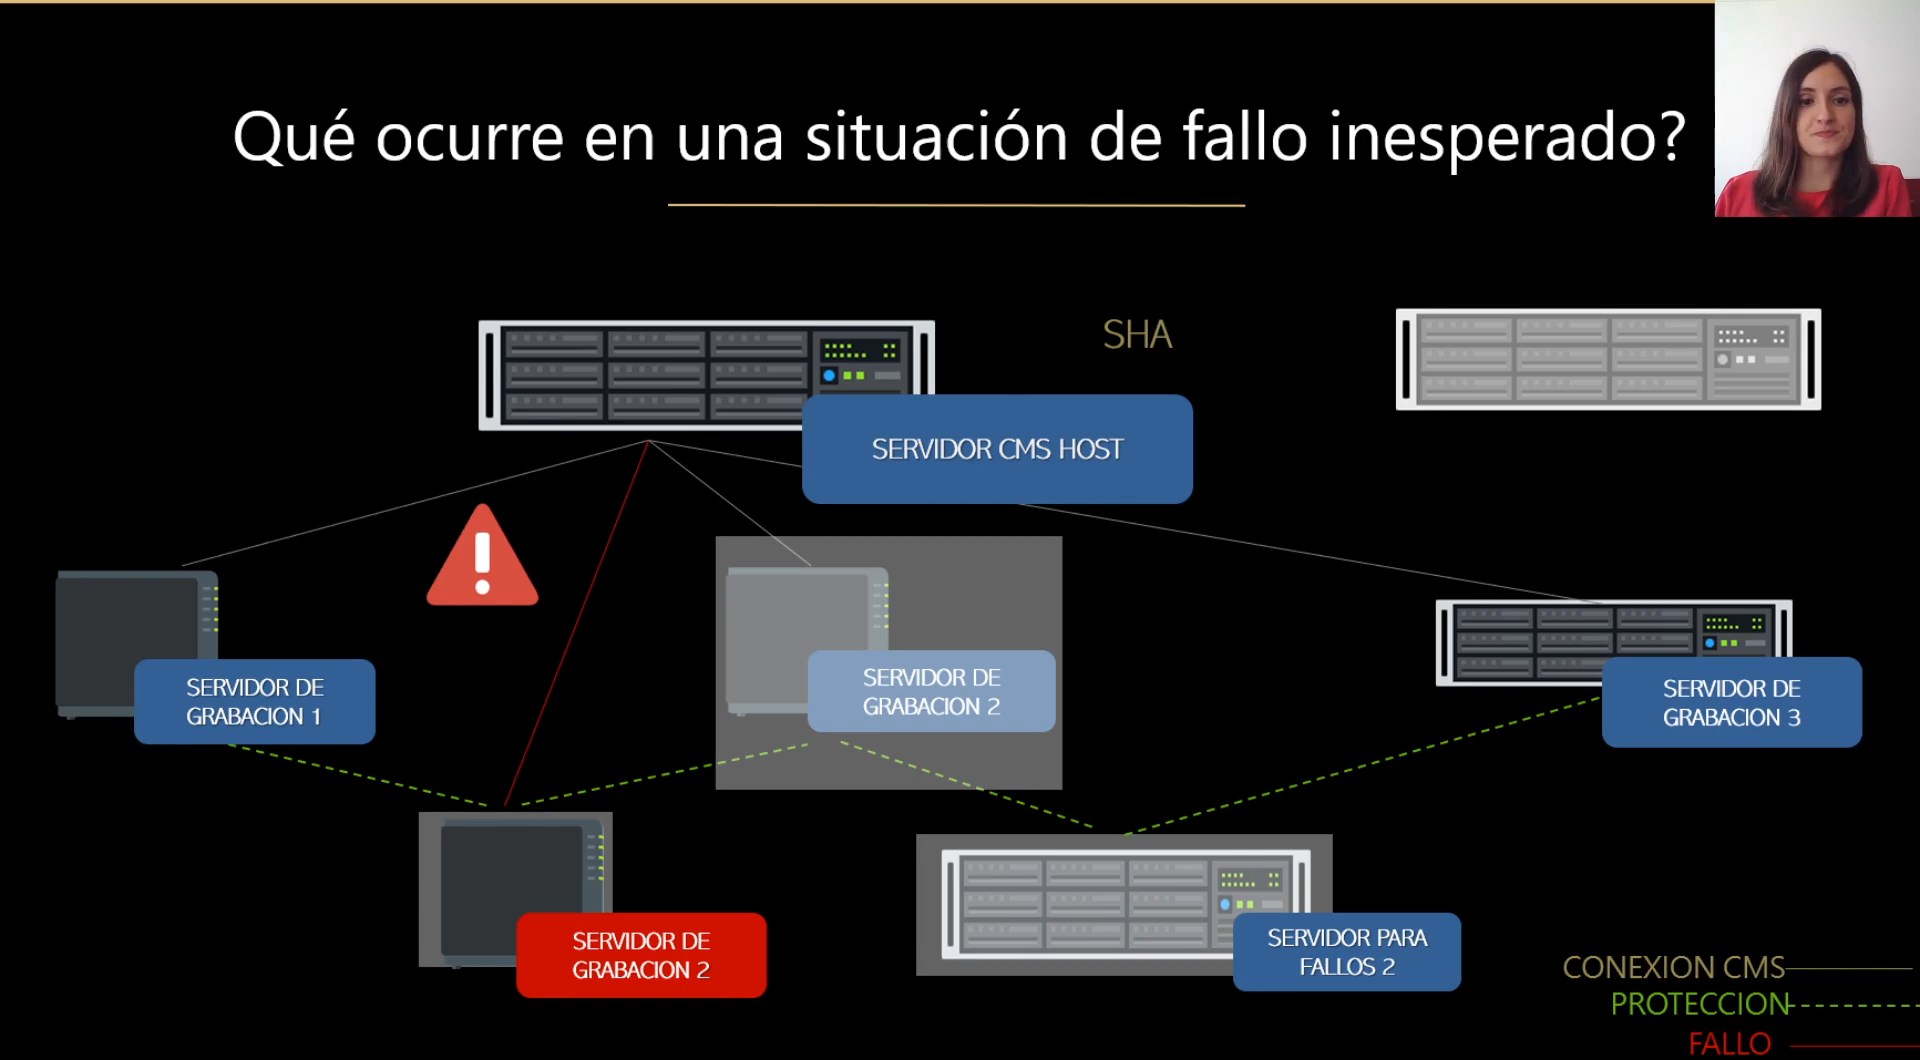 Qué ocurre en una situación de fallo inesperado?
SHA
SERVIDOR CMS HOST
SERVIDOR DE
GRABACION 1
SERVIDOR DE
GRABACION 2
SERVIDOR DE
GRABACION 3
SERVIDOR DE
GRABACION 2
SERVIDOR PARA
FALLOS 2
CONEXION CMS
PROTECCION
FALLO